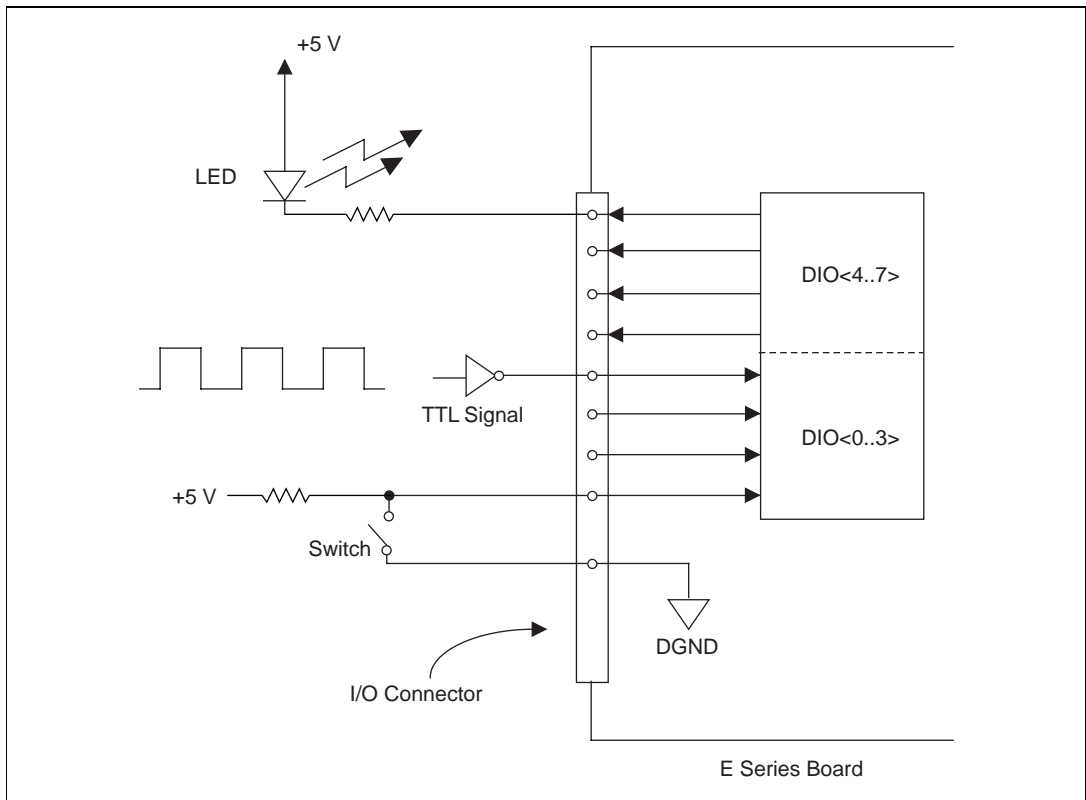 +5 V
LED
DIO<4..7>
TTL Signal
DIO<0..3>
+5 V
Switch
DGND
I/O Connector
E Series Board